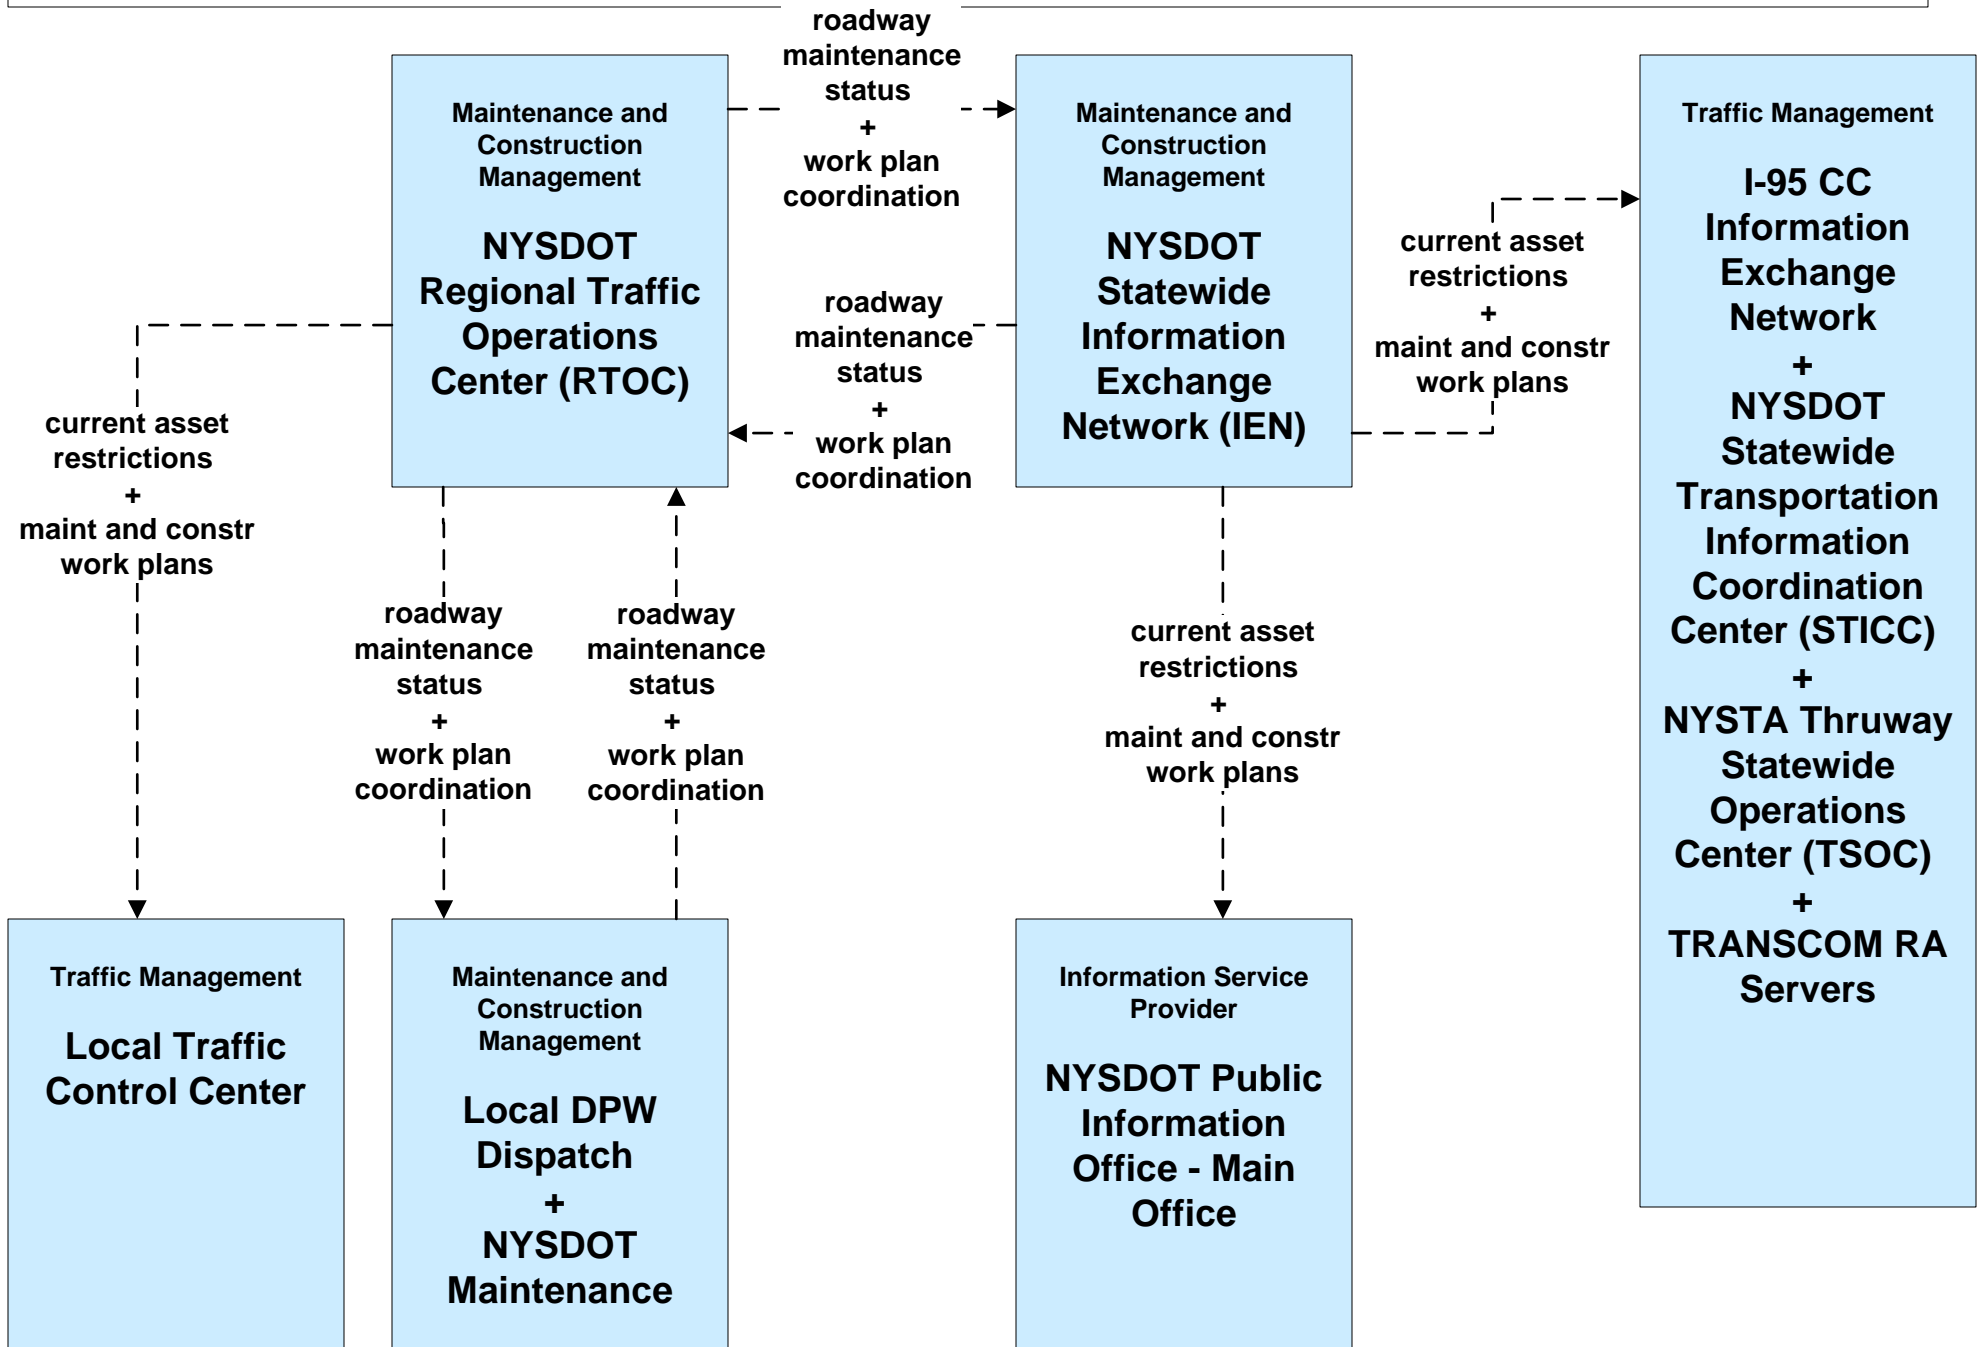 roadway
maintenance
status
+
work plan
coordination
Maintenance and
Construction
Management
NYSDOT
Regional Traffic
Operations
Center (RTOC)
Maintenance and
Construction
Management
NYSDOT
Statewide
Information
Exchange
Network (IEN)
Traffic Management
I-95 CC
Information
Exchange
Network
+
NYSDOT
Statewide
Transportation
Information
Coordination
Center (STICC)
+
NYSTA Thruway
Statewide
Operations
Center (TSOC)
+
TRANSCOM RA
Servers
current asset
restrictions
+
maint and constr
work plans
roadway
maintenance
status
+
work plan
coordination
current asset
restrictions
+
maint and constr
work plans
roadway
maintenance
status
+
work plan
coordination
roadway
maintenance
status
+
work plan
coordination
current asset
restrictions
+
maint and constr
work plans
Traffic Management
Local Traffic
Control Center
Maintenance and
Construction
Management
Local DPW
Dispatch
+
NYSDOT
Maintenance
Information Service
Provider
NYSDOT Public
Information
Office - Main
Office